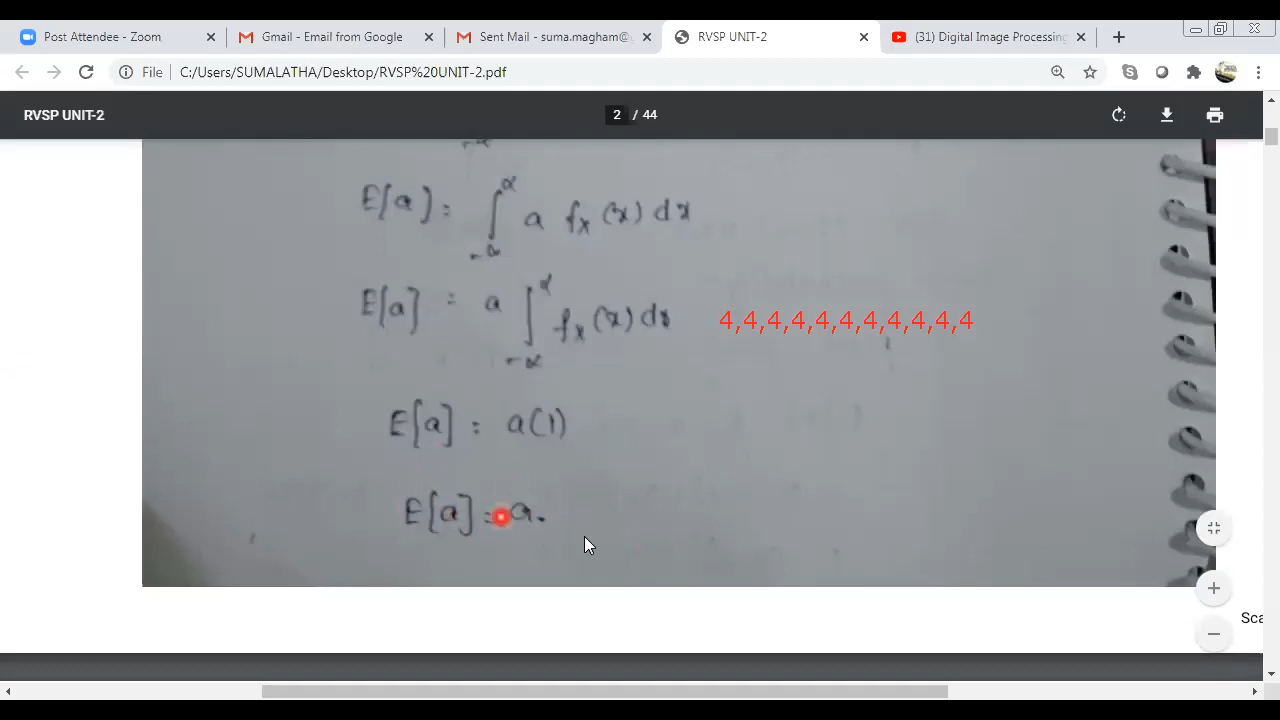 Post Attendee - Zoom
Gmail - Email from Google
Sent Mail - suma.magham@
RVSP UNIT-2
(31) Digital Image Processing
File
C:/Users/SUMALATHA/Desktop/RVSP%20UNIT-2.pdf
RVSP UNIT-2
2 / 44
-α
E[a] = ∫ α -α a fx (x) dx
E[a] = a ∫ α -α fx (x) dx
4,4,4,4,4,4,4,4,4,4,4
E[a] = a(1)
E[a] = a.
Sca